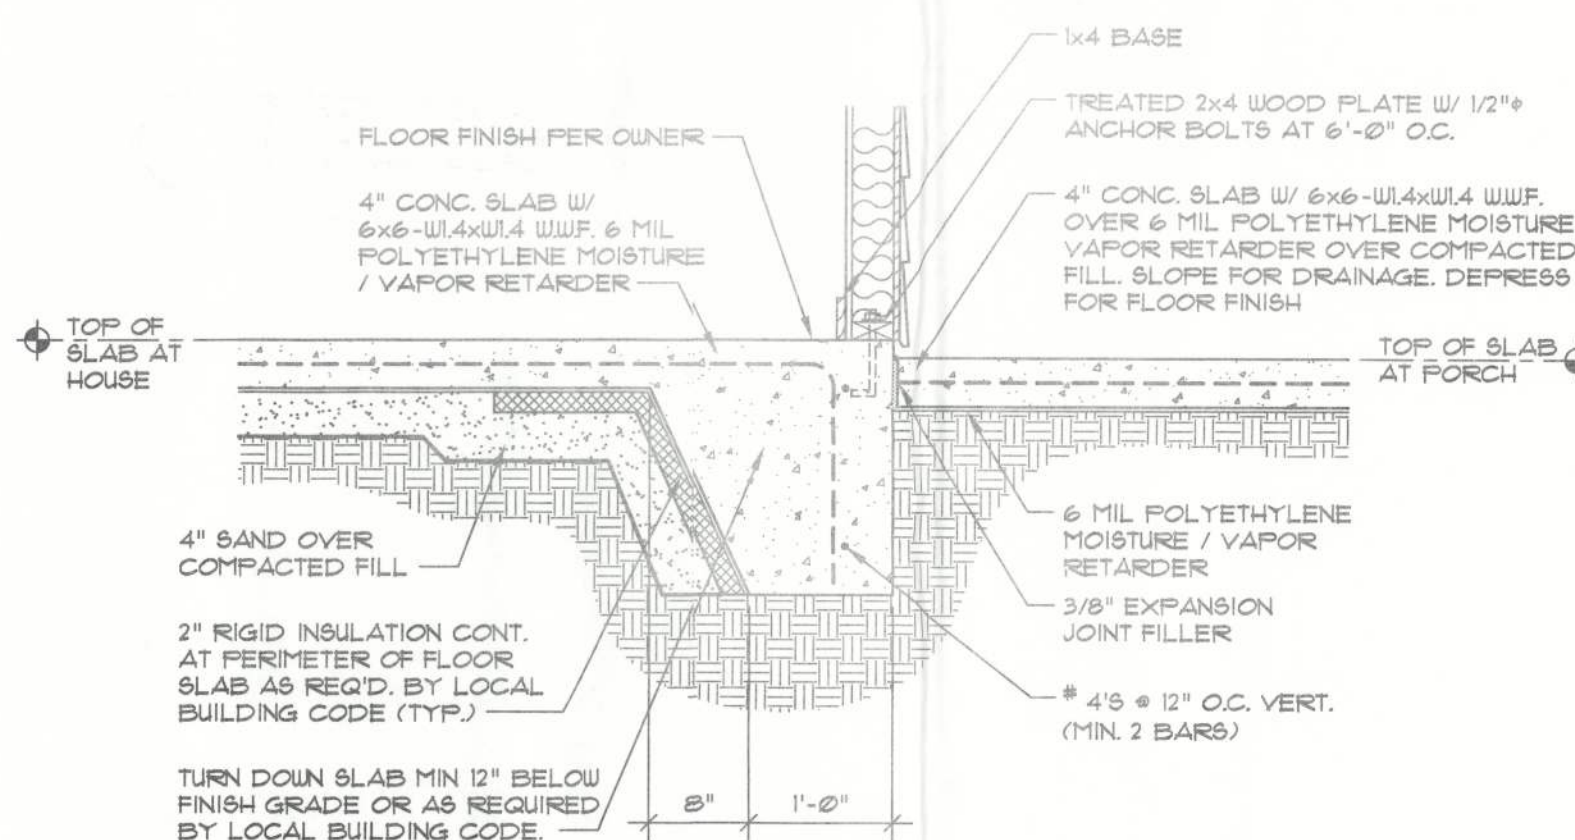 1x4 BASE
TREATED 2x4 WOOD PLATE W/ 1/2"ɸ
ANCHOR BOLTS AT 6'-0" O.C.
FLOOR FINISH PER OWNER
4" CONC. SLAB W/
6x6-W1.4xW1.4 W.W.F. 6 MIL
POLYETHYLENE MOISTURE
/ VAPOR RETARDER
4" CONC. SLAB W/ 6x6-W1.4xW1.4 W.W.F.
OVER 6 MIL POLYETHYLENE MOISTURE
VAPOR RETARDER OVER COMPACTED
FILL. SLOPE FOR DRAINAGE. DEPRESS
FOR FLOOR FINISH
TOP OF
SLAB AT
HOUSE
TOP OF SLAB
AT PORCH
4" SAND OVER
COMPACTED FILL
6 MIL POLYETHYLENE
MOISTURE / VAPOR
RETARDER
3/8" EXPANSION
JOINT FILLER
2" RIGID INSULATION CONT.
AT PERIMETER OF FLOOR
SLAB AS REQ'D. BY LOCAL
BUILDING CODE (TYP.)
# 4'S @ 12" O.C. VERT.
(MIN. 2 BARS)
TURN DOWN SLAB MIN 12" BELOW
FINISH GRADE OR AS REQUIRED
BY LOCAL BUILDING CODE.
8"
1'-0"